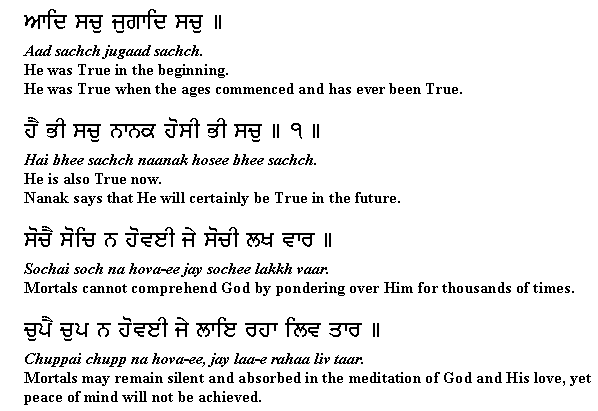 ਆਦਿ ਸਚੁ ਜੁਗਾਦਿ ਸਚੁ ॥
Aad sachch jugaad sachch.
He was True in the beginning.
He was True when the ages commenced and has ever been True.
ਹੈ ਭੀ ਸਚੁ ਨਾਨਕ ਹੋਸੀ ਭੀ ਸਚੁ ॥ ੧ ॥
Hai bhee sachch naanak hosee bhee sachch.
He is also True now.
Nanak says that He will certainly be True in the future.
ਸੋਚੈ ਸੋਚਿ ਨ ਹੋਵਈ ਜੇ ਸੋਚੀ ਲਖ ਵਾਰ ॥
Sochai soch na hova-ee jay sochee lakkh vaar.
Mortals cannot comprehend God by pondering over Him for thousands of times.
ਚੁਪੈ ਚੁਪ ਨ ਹੋਵਈ ਜੇ ਲਾਇ ਰਹਾ ਲਿਵ ਤਾਰ ॥
Chuppai chupp na hova-ee, jay laa-e rahaa liv taar.
Mortals may remain silent and absorbed in the meditation of God and His love, yet
peace of mind will not be achieved.